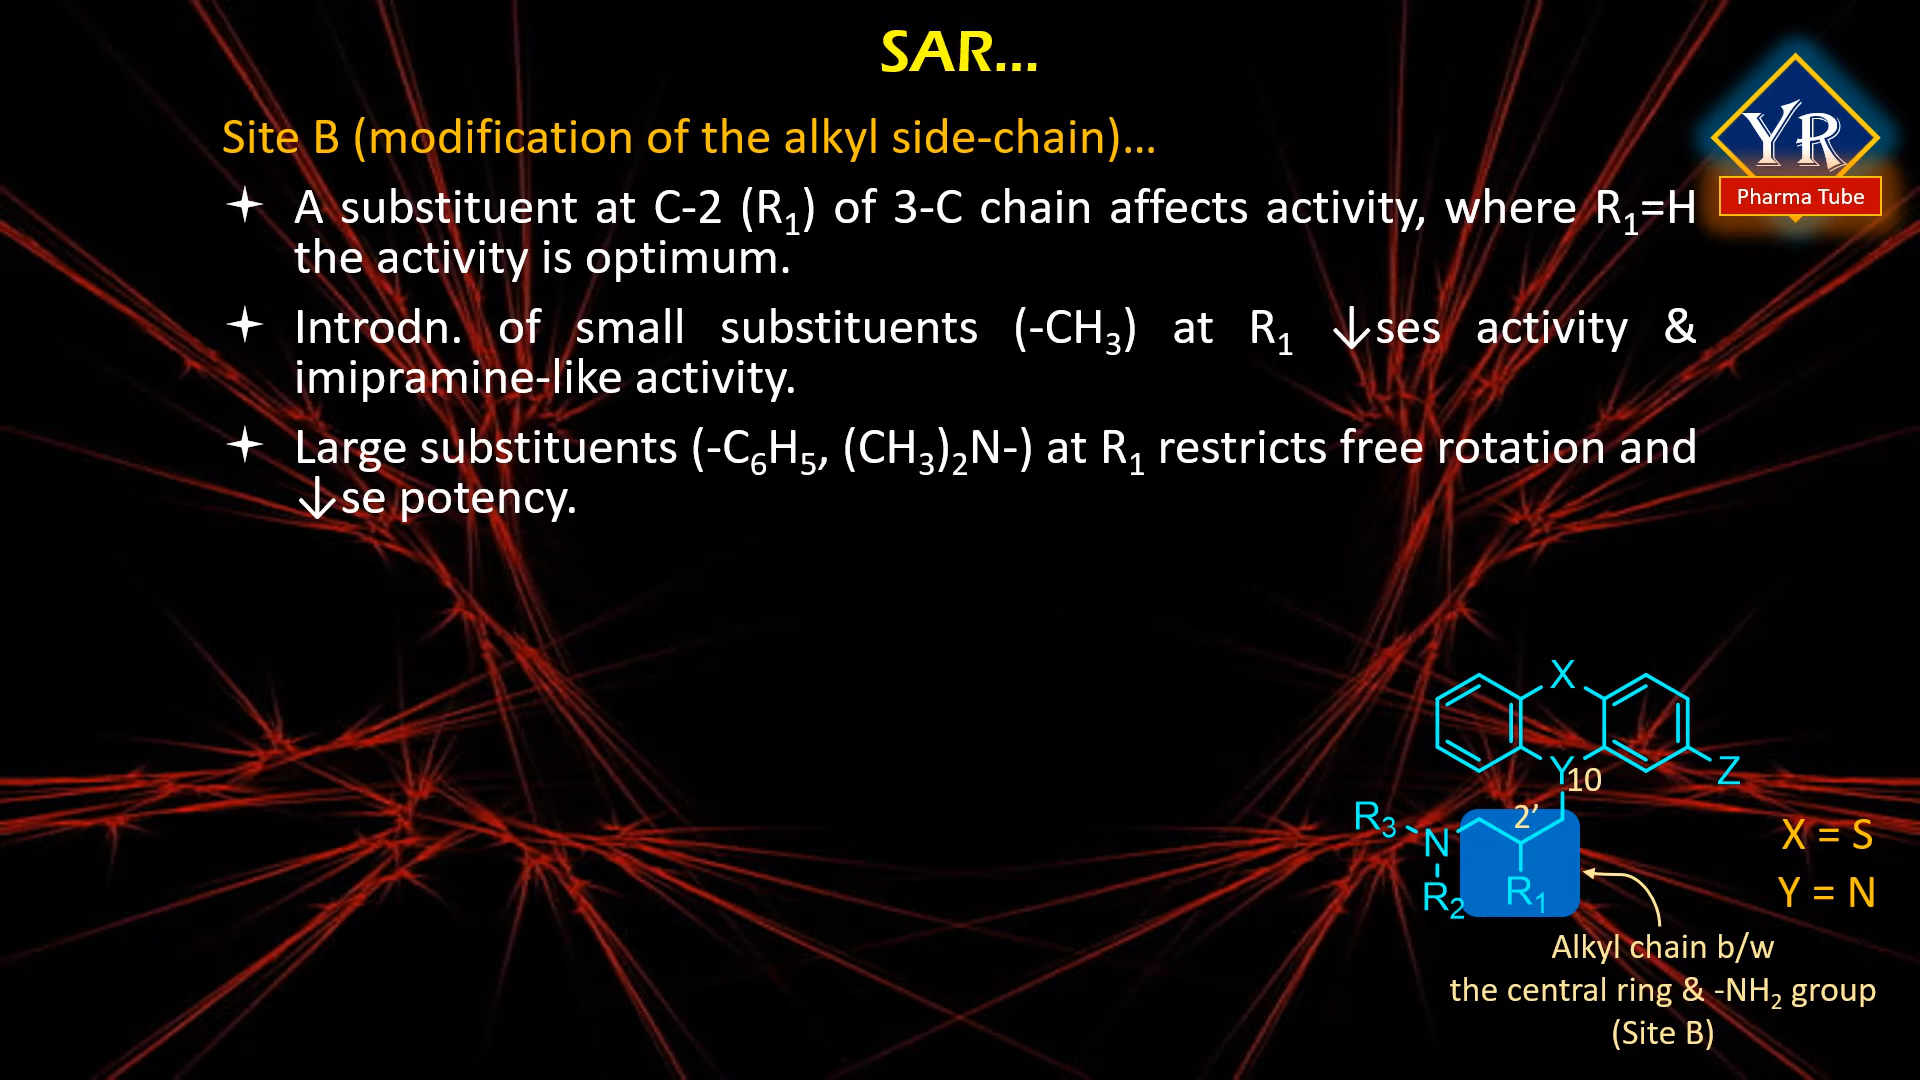 SAR...
YR
Pharma Tube
Site B (modification of the alkyl side-chain)...
A substituent at C-2 (R₁) of 3-C chain affects activity, where R₁=H
the activity is optimum.
Introdn. of small substituents (-CH₃) at R₁ ↓ses activity &
imipramine-like activity.
Large substituents (-C₆H₅, (CH₃)₂N-) at R₁ restricts free rotation and
↓se potency.
X
Y
10
Z
2’
R₃
N
R₂
R₁
X = S
Y = N
Alkyl chain b/w
the central ring & -NH₂ group
(Site B)